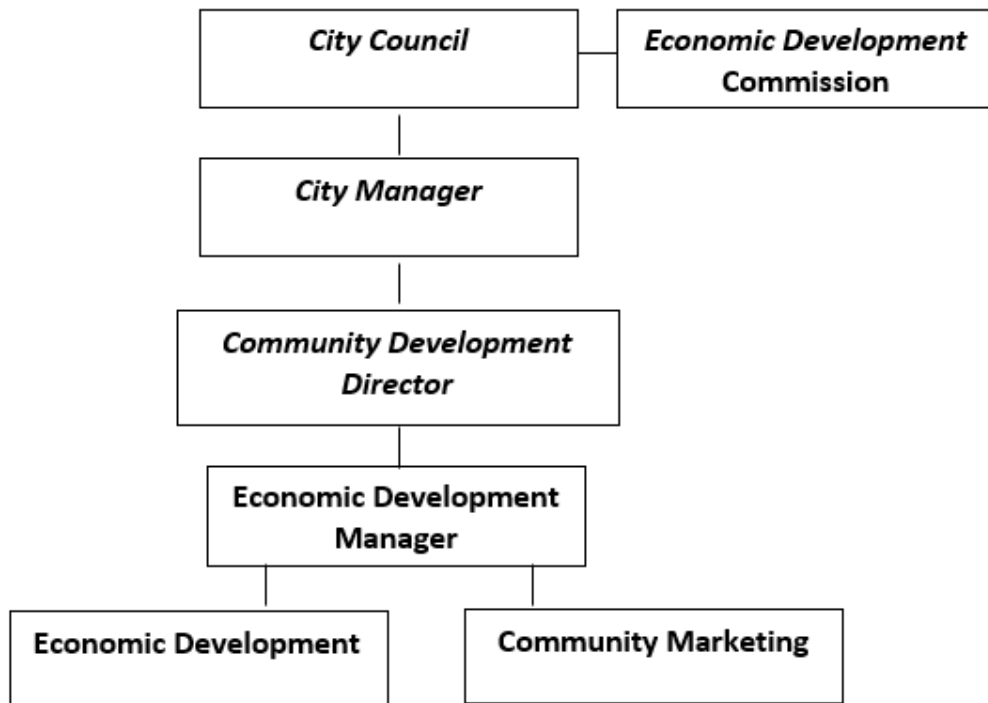 City Council
Economic Development
Commission
City Manager
Community Development
Director
Economic Development
Manager
Economic Development
Community Marketing